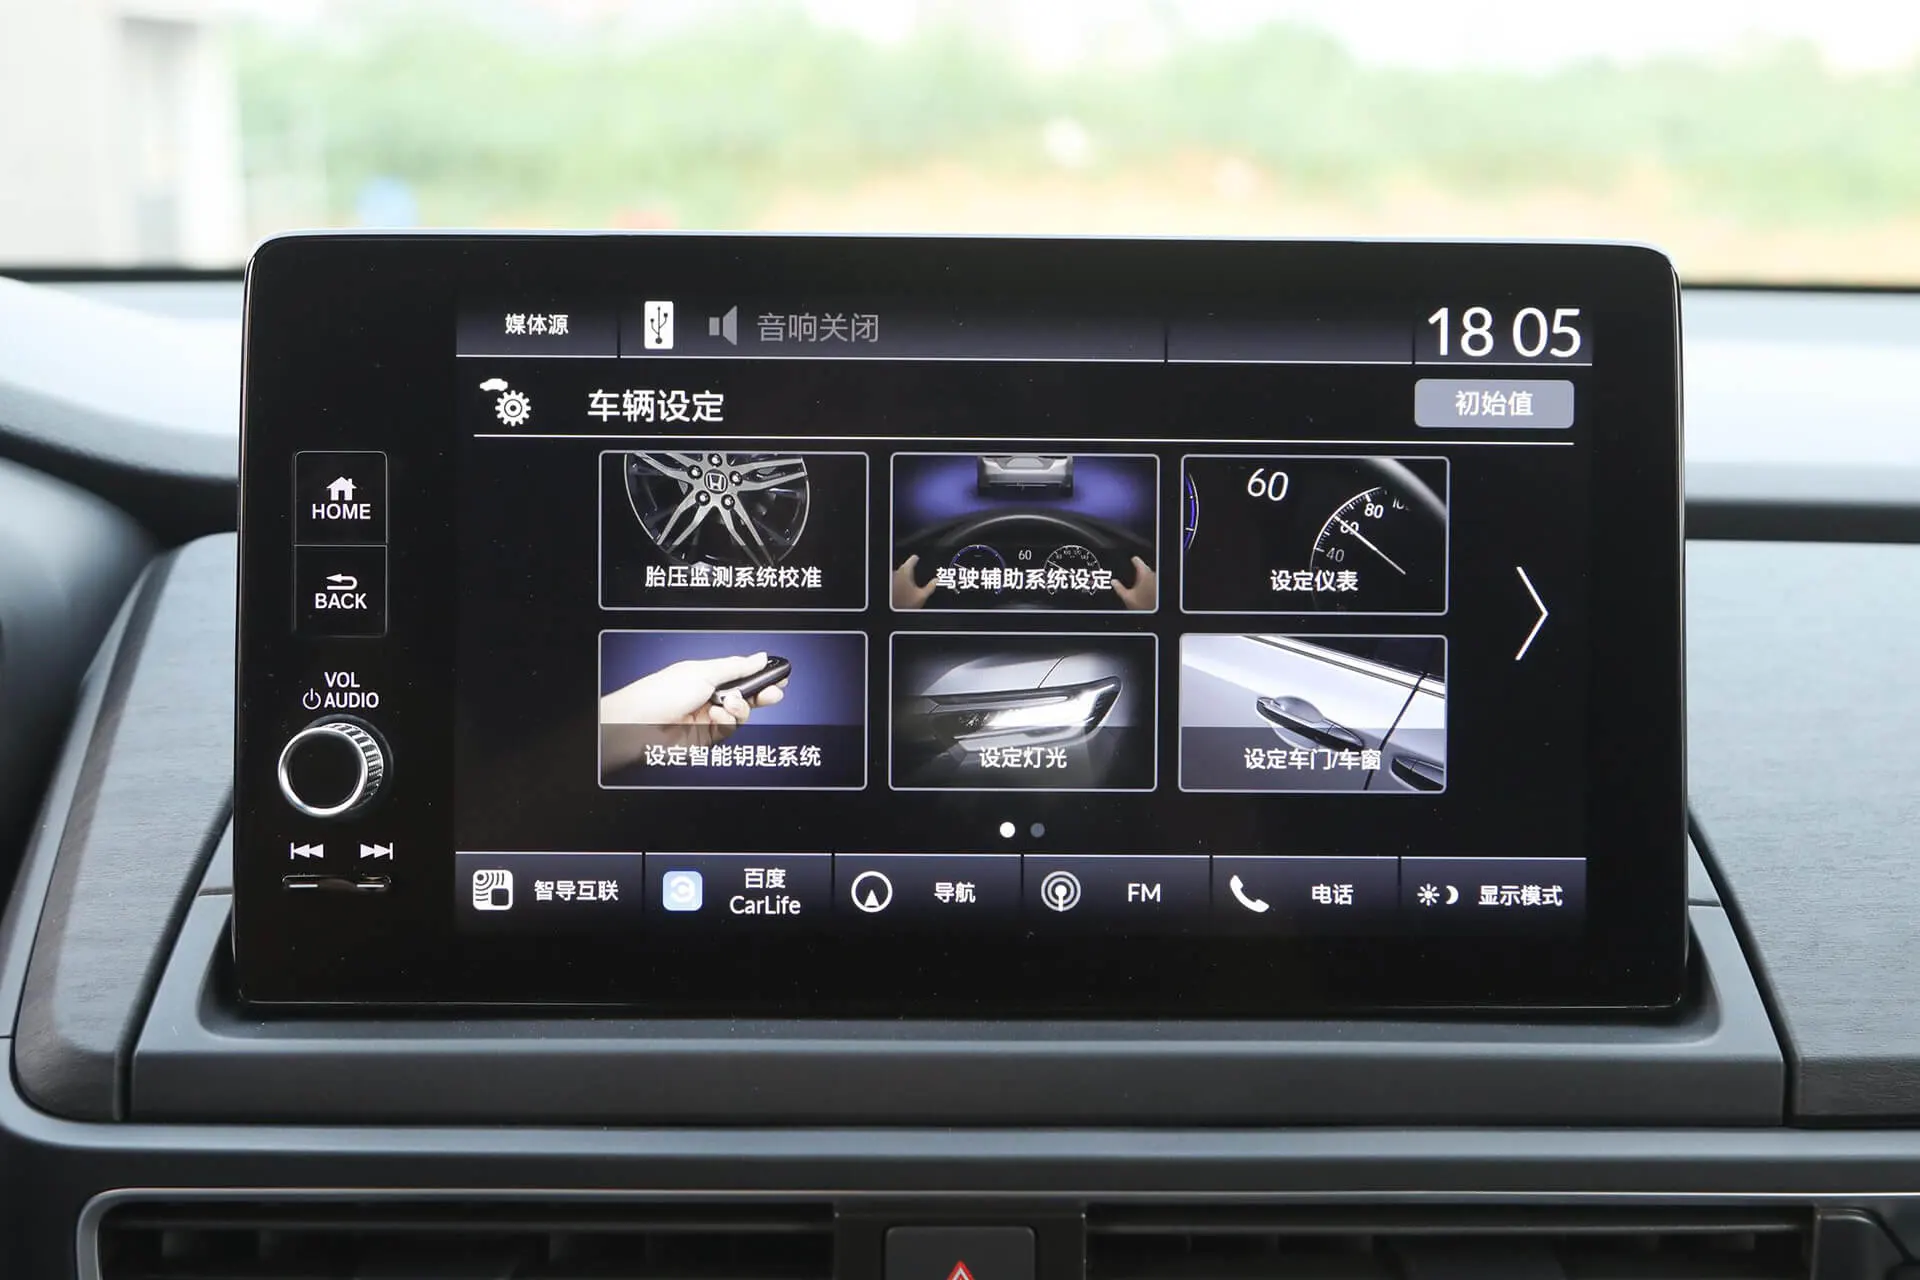 媒体源
音响关闭
18 05
车辆设定
初始值
HOME
BACK
VOL
AUDIO
胎压监测系统校准
60
驾驶辅助系统设定
60
80
60
40
设定仪表
设定智能钥匙系统
设定灯光
设定车门/车窗
智导互联
百度
CarLife
导航
FM
电话
显示模式